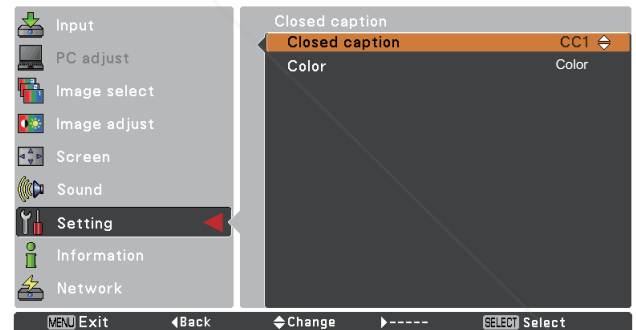 Input
PC adjust
Image select
Image adjust
Screen
Sound
Setting
Information
Network
Closed caption
Closed caption CC1
Color Color
MENU Exit Back Change ----- SELECT Select